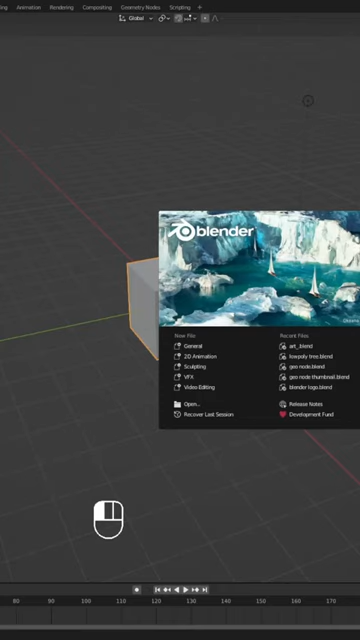 Animation Rendering Compositing Geometry Nodes Scripting +
Global
blender
New File
General
2D Animation
Sculpting
VFX
Video Editing
Open...
Recover Last Session
Recent Files
art_.blend
lowpoly tree.blend
geo node.blend
geo node thumbnail.blend
blender logo.blend
Release Notes
Development Fund
80 90 100 110 120 130 140 150 160 170